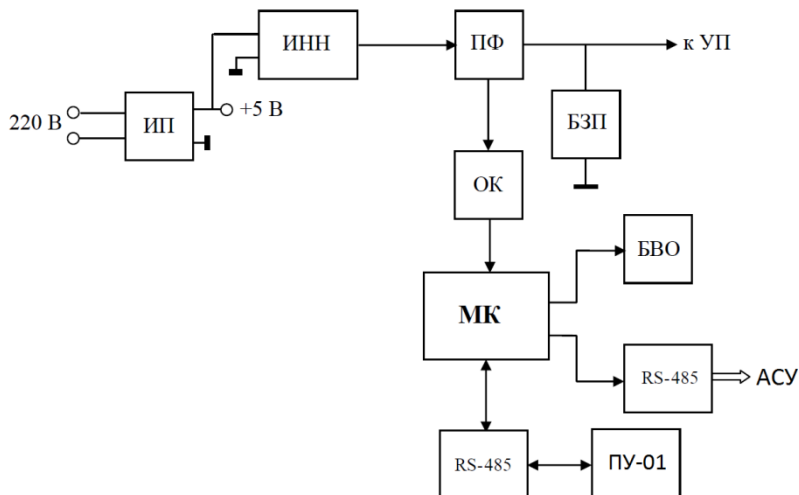 ИНН
ПФ
к УП
220 В
ИП
+5 В
БЗП
ОК
БВО
МК
RS-485
АСУ
RS-485
ПУ-01